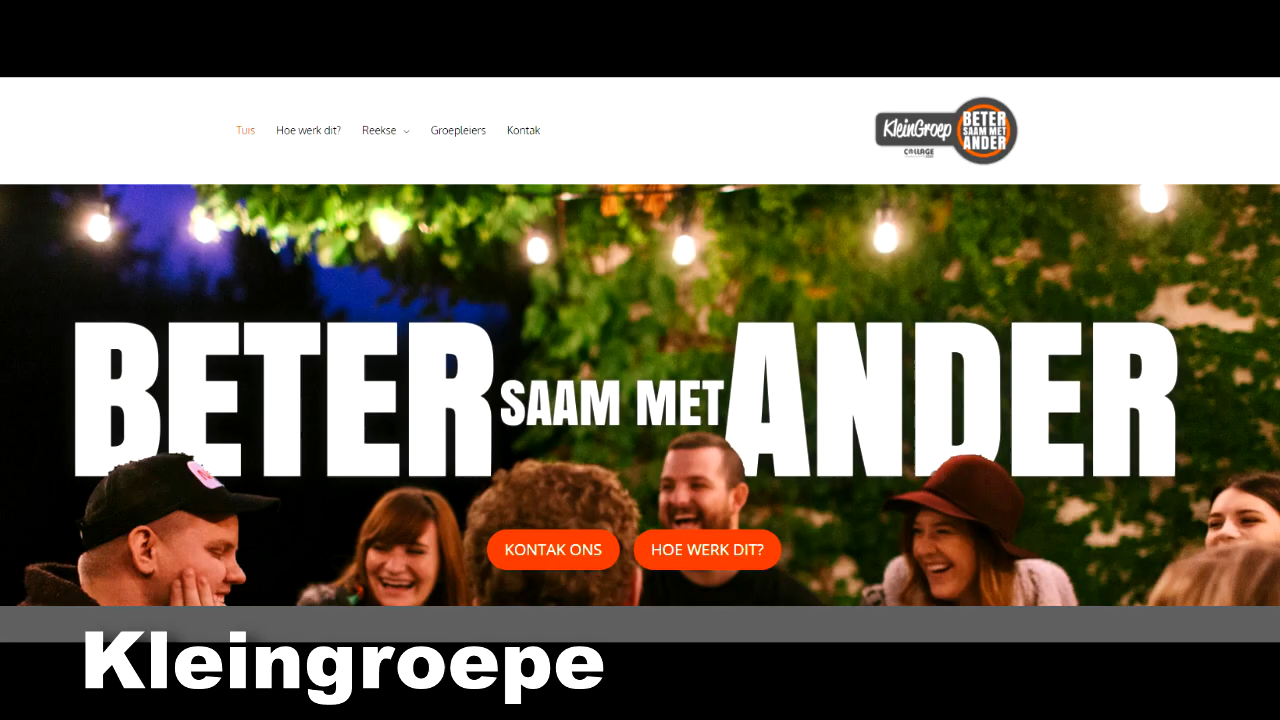 Tuis Hoe werk dit? Reekse Groepleiers Kontak
KleinGroep
COLLAGE
BETER
SAAM MET
ANDER
BETER SAAM MET ANDER
KONTAK ONS HOE WERK DIT?
Kleingroepe